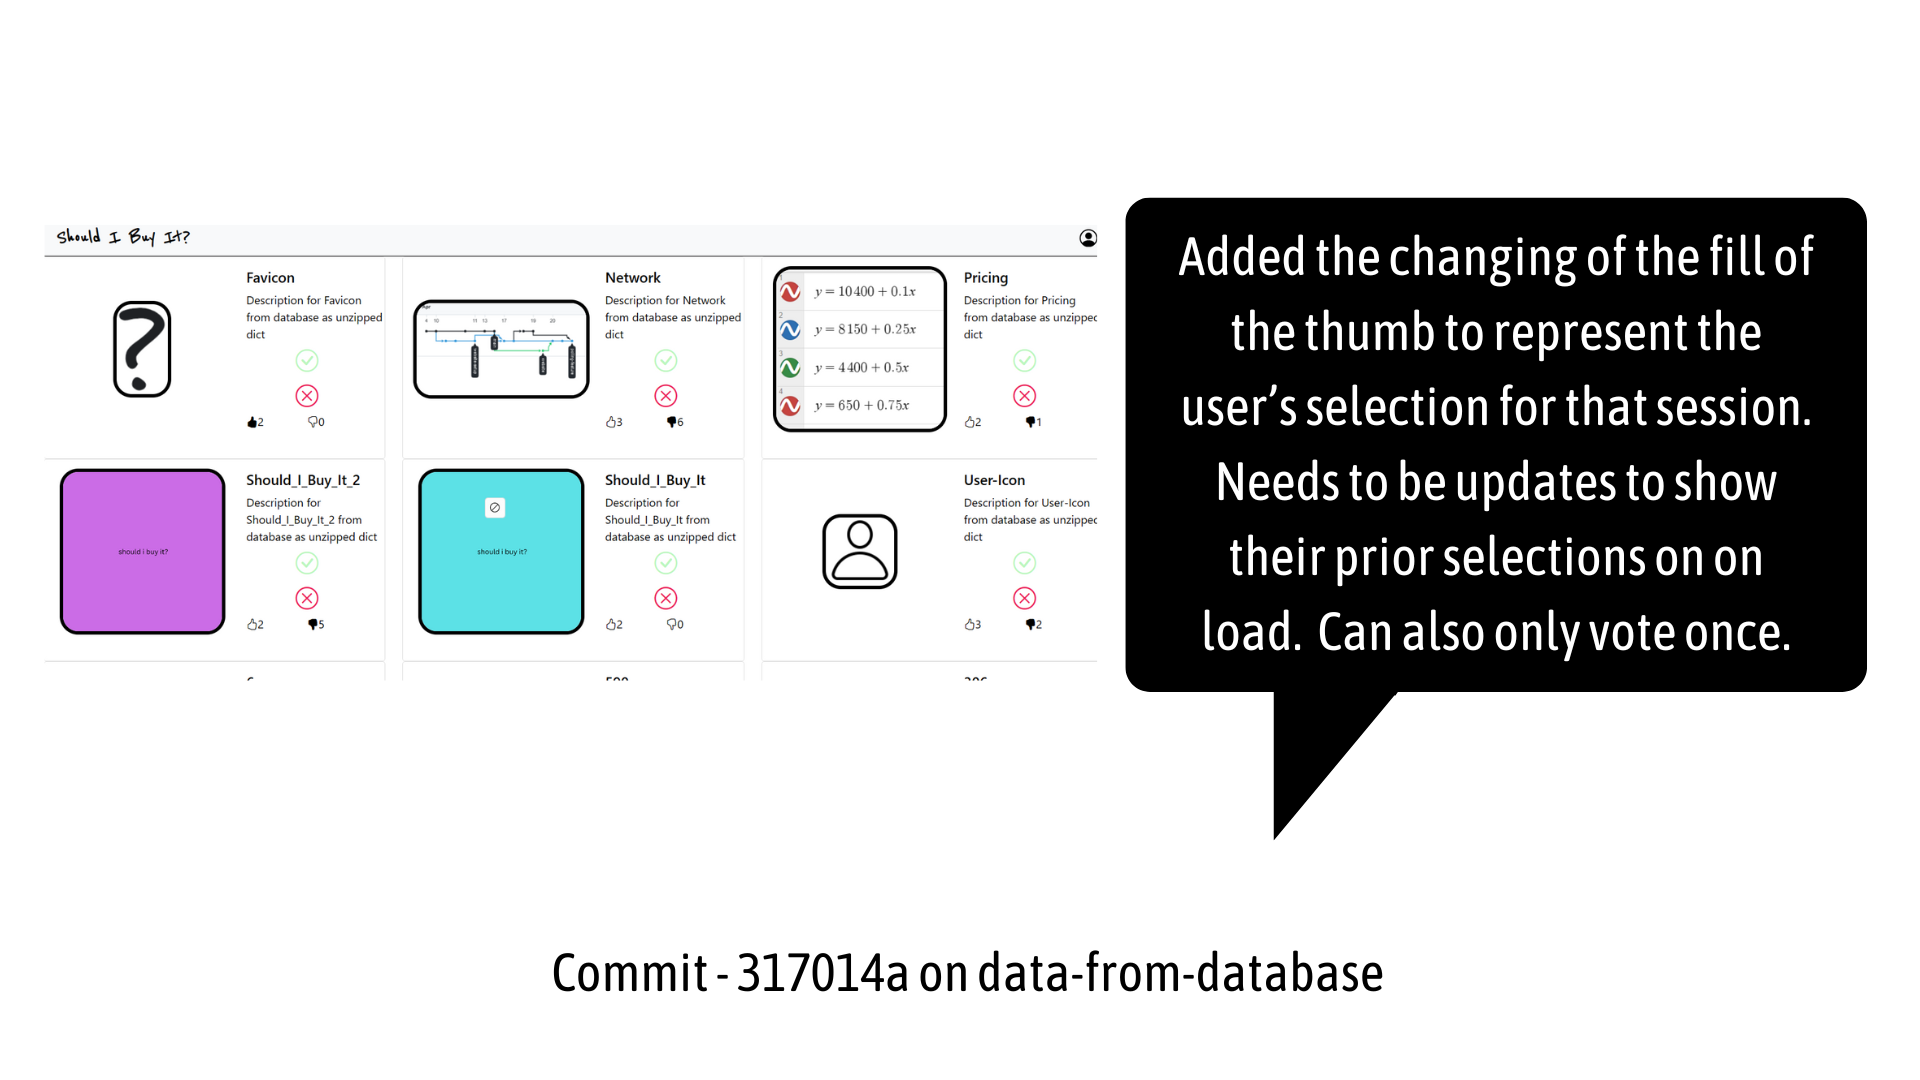 Should I Buy It?
Favicon
Description for Favicon
from database as unzipped
dict
2 0
Network
Description for Network
from database as unzipped
dict
3 6
y = 10400 + 0.1x
y = 8150 + 0.25x
y = 4400 + 0.5x
y = 650 + 0.75x
Pricing
Description for Pricing
from database as unzipped
dict
2 1
should i buy it?
Should_I_Buy_It_2
Description for
Should_I_Buy_It_2 from
database as unzipped dict
2 5
should i buy it?
Should_I_Buy_It
Description for
Should_I_Buy_It from
database as unzipped dict
2 0
User-Icon
Description for User-Icon
from database as unzipped
dict
3 2
Added the changing of the fill of
the thumb to represent the
user’s selection for that session.
Needs to be updates to show
their prior selections on on
load. Can also only vote once.
Commit - 317014a on data-from-database